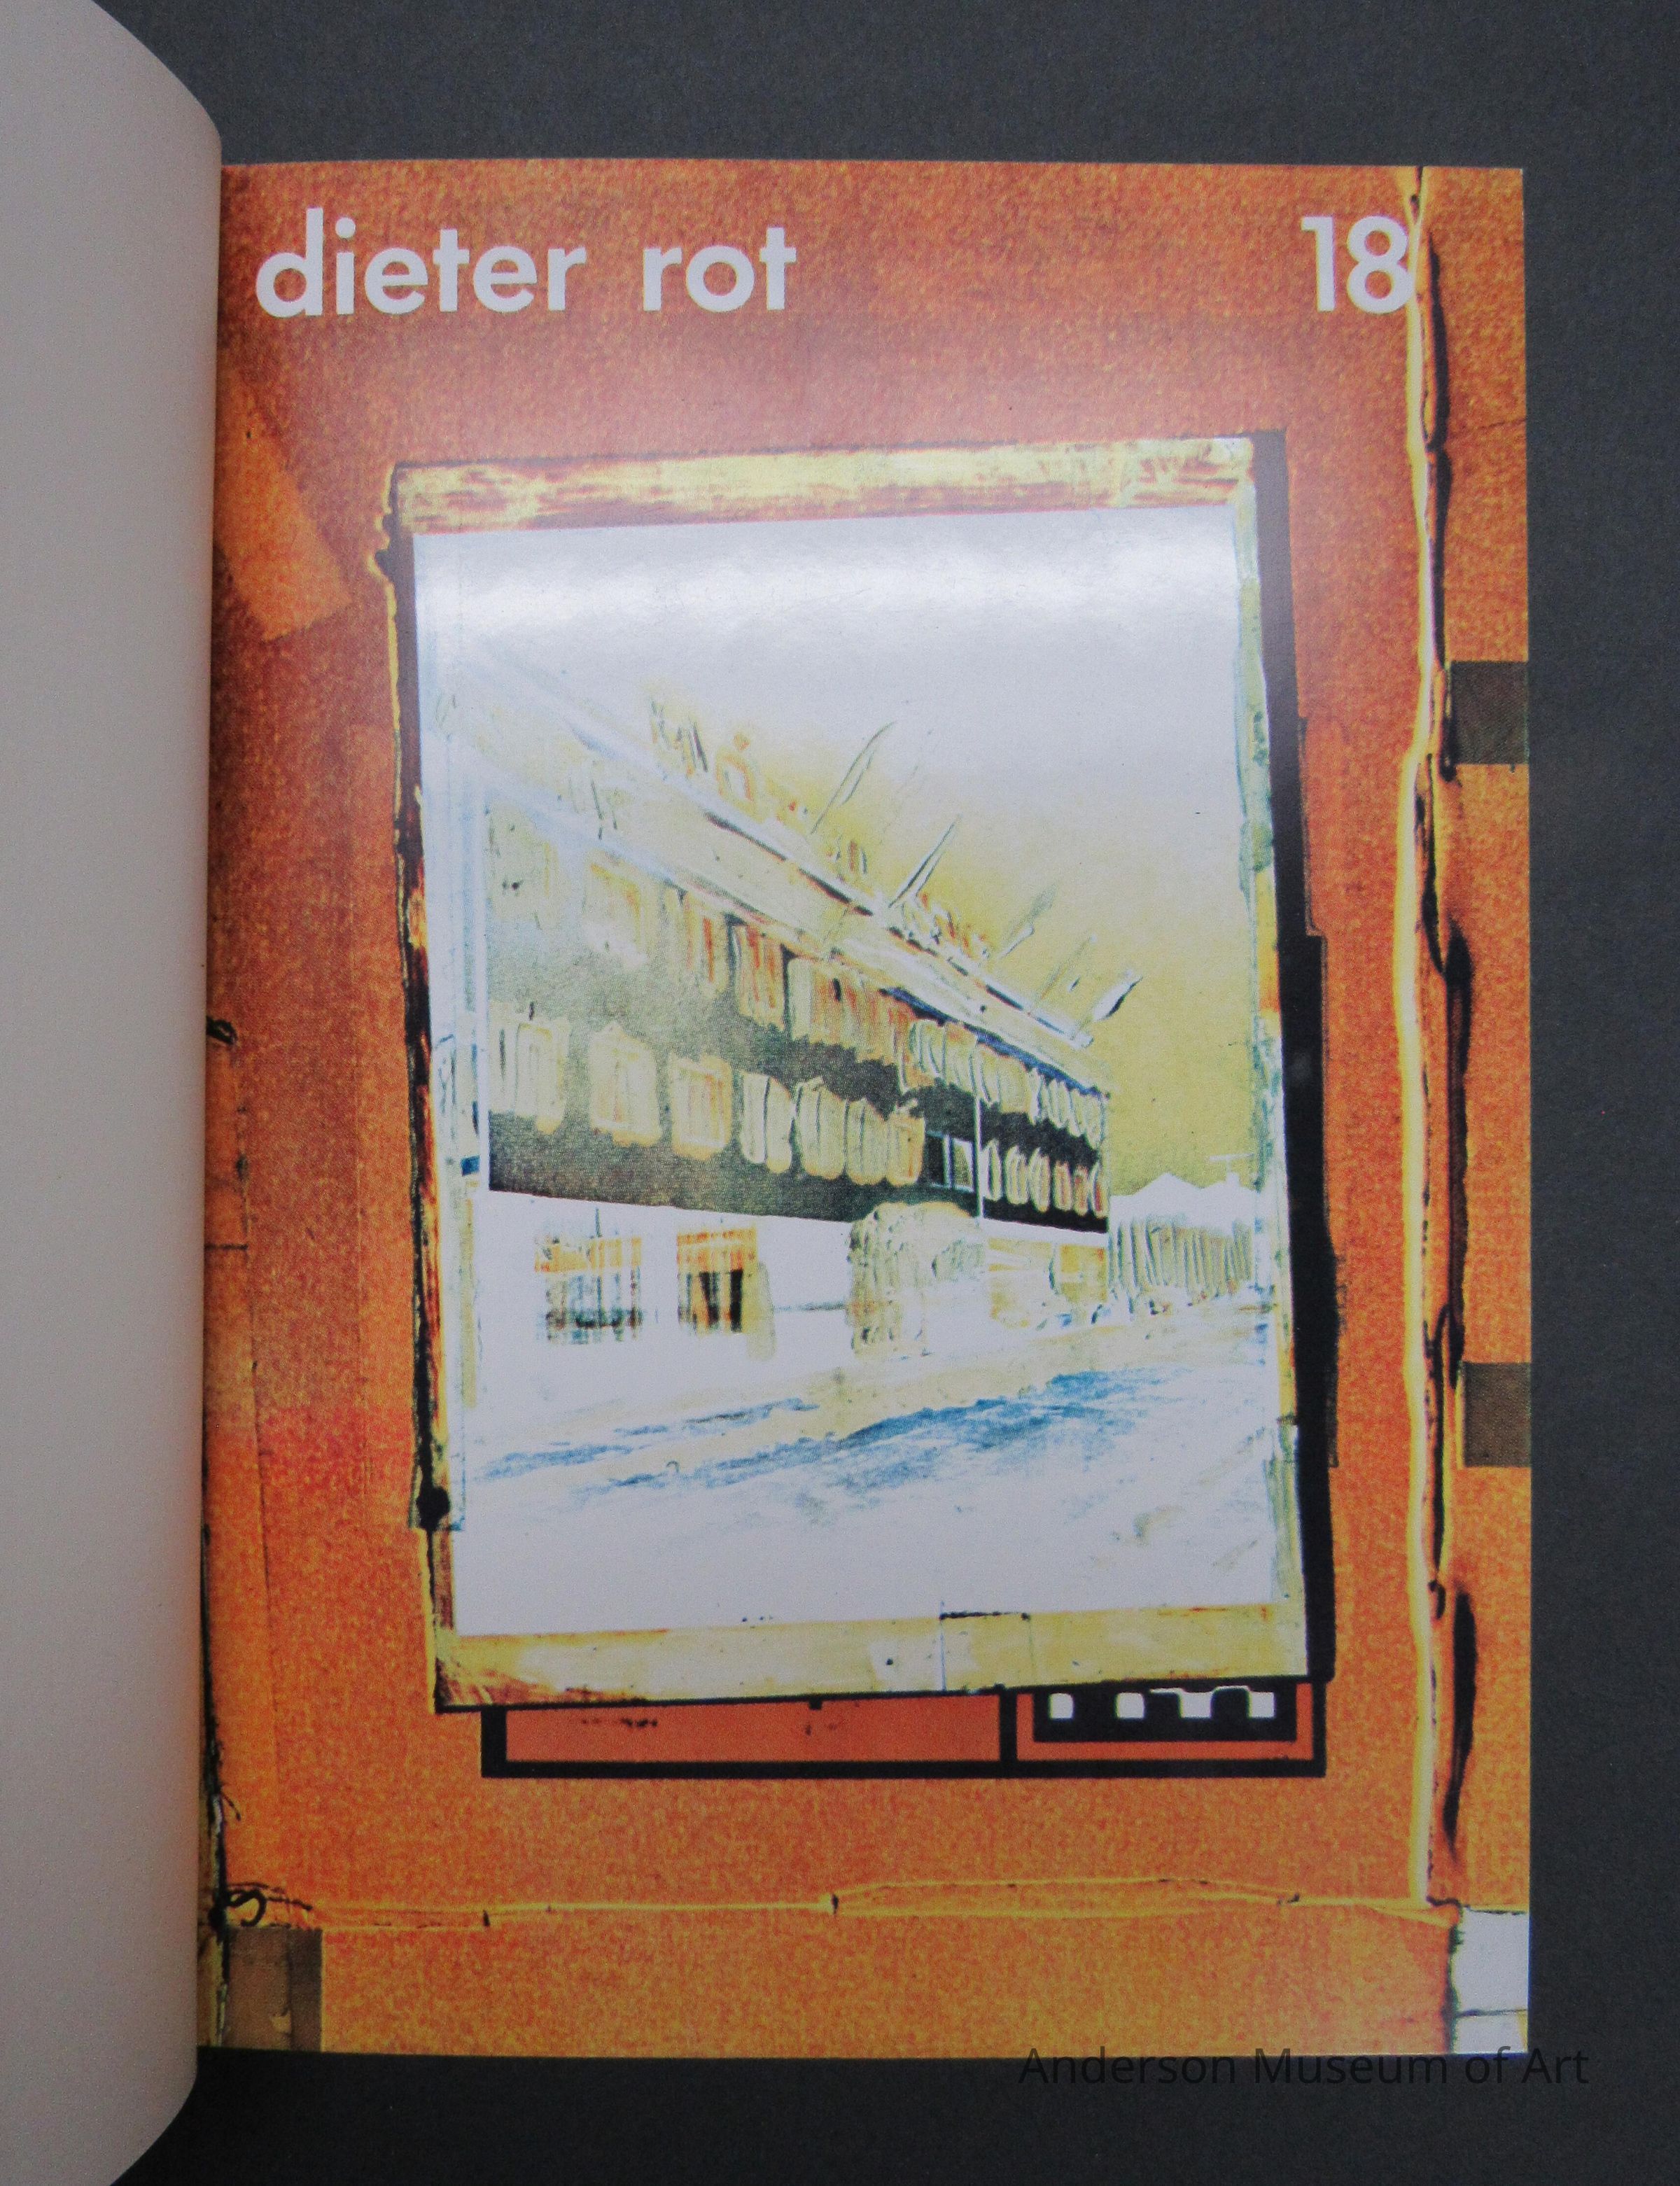 dieter rot 18
Anderson Museum of Art